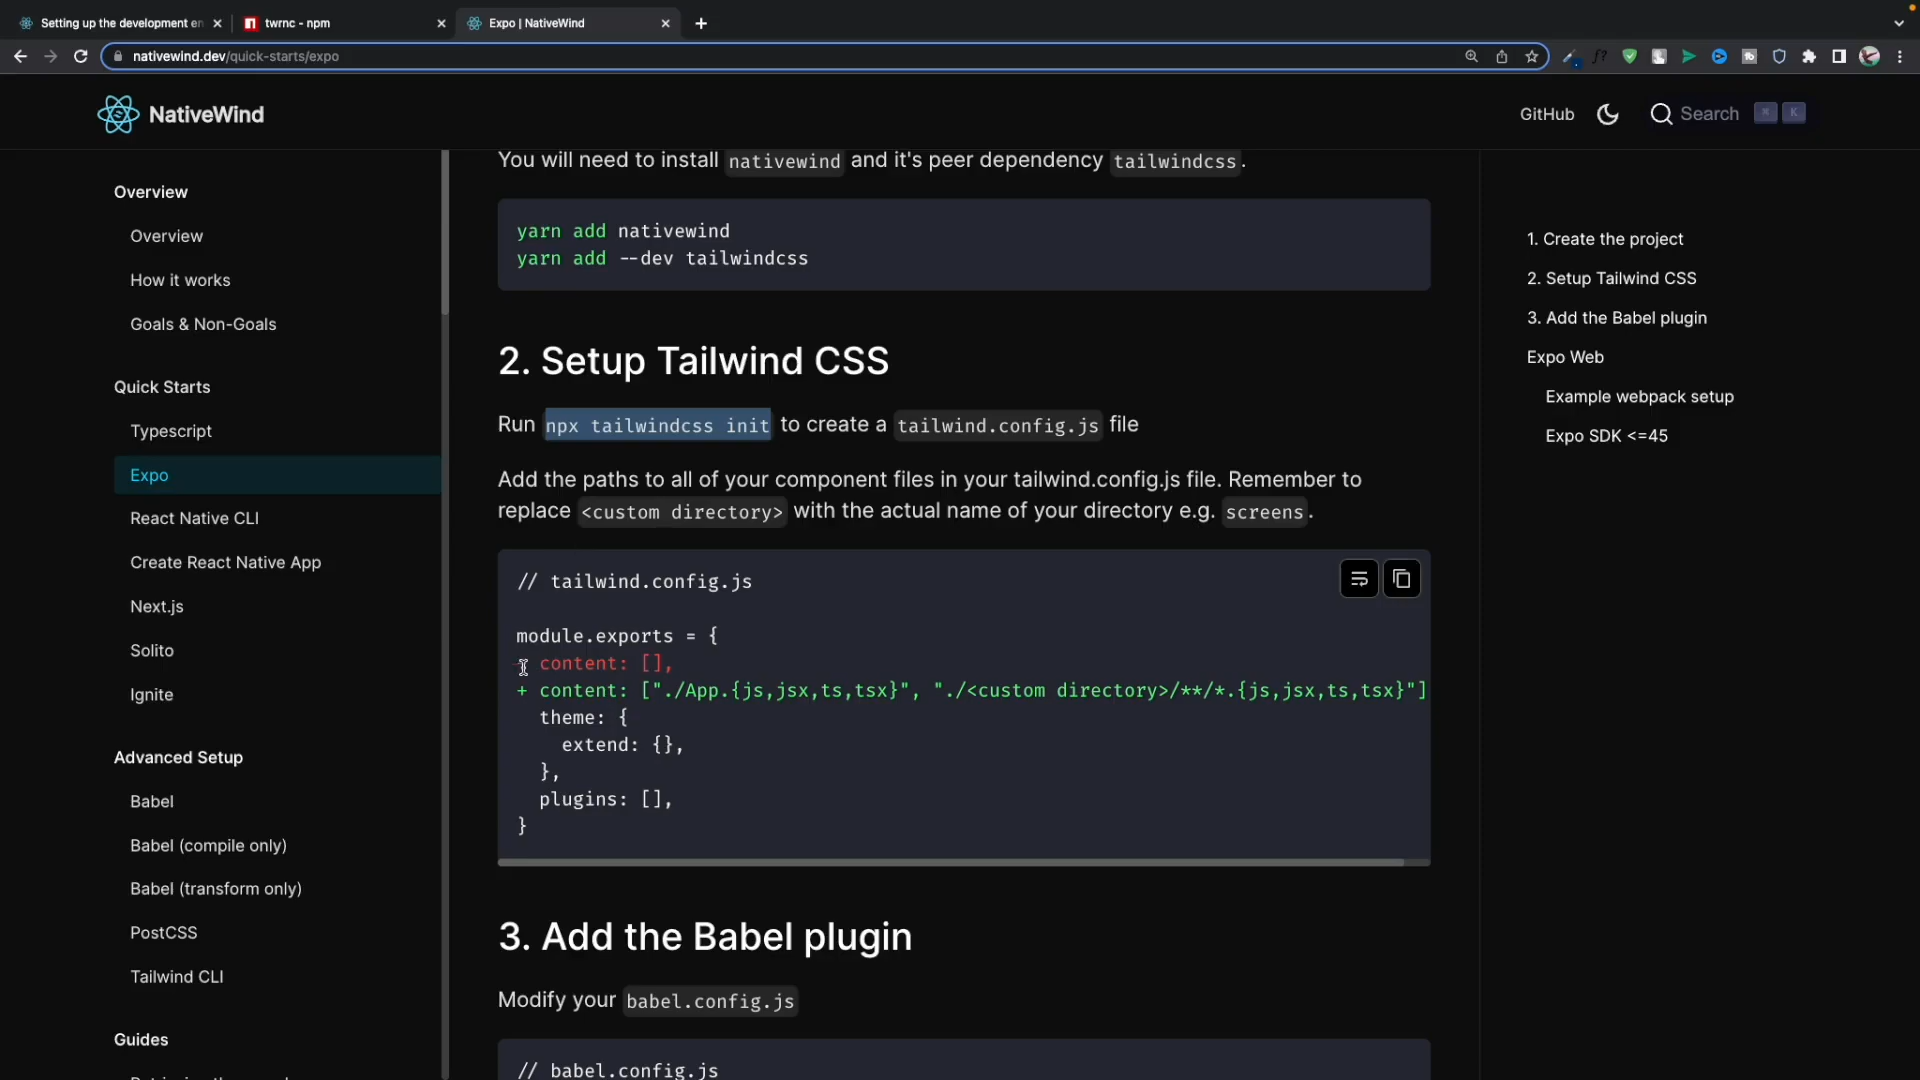 Setting up the development en
twrnc - npm
Expo | NativeWind
nativewind.dev/quick-starts/expo
NativeWind
GitHub
Search
⌘ K
Overview
Overview
How it works
Goals & Non-Goals
Quick Starts
Typescript
Expo
React Native CLI
Create React Native App
Next.js
Solito
Ignite
Advanced Setup
Babel
Babel (compile only)
Babel (transform only)
PostCSS
Tailwind CLI
Guides
You will need to install nativewind and it's peer dependency tailwindcss.
yarn add nativewind
yarn add --dev tailwindcss
2. Setup Tailwind CSS
Run npx tailwindcss init to create a tailwind.config.js file
Add the paths to all of your component files in your tailwind.config.js file. Remember to
replace <custom directory> with the actual name of your directory e.g. screens.
// tailwind.config.js
module.exports = {
- content: [],
+ content: ["./App.{js,jsx,ts,tsx}", "./<custom directory>/**/*.{js,jsx,ts,tsx}"]
theme: {
extend: {},
},
plugins: [],
}
3. Add the Babel plugin
Modify your babel.config.js
// babel.config.js
1. Create the project
2. Setup Tailwind CSS
3. Add the Babel plugin
Expo Web
Example webpack setup
Expo SDK <=45